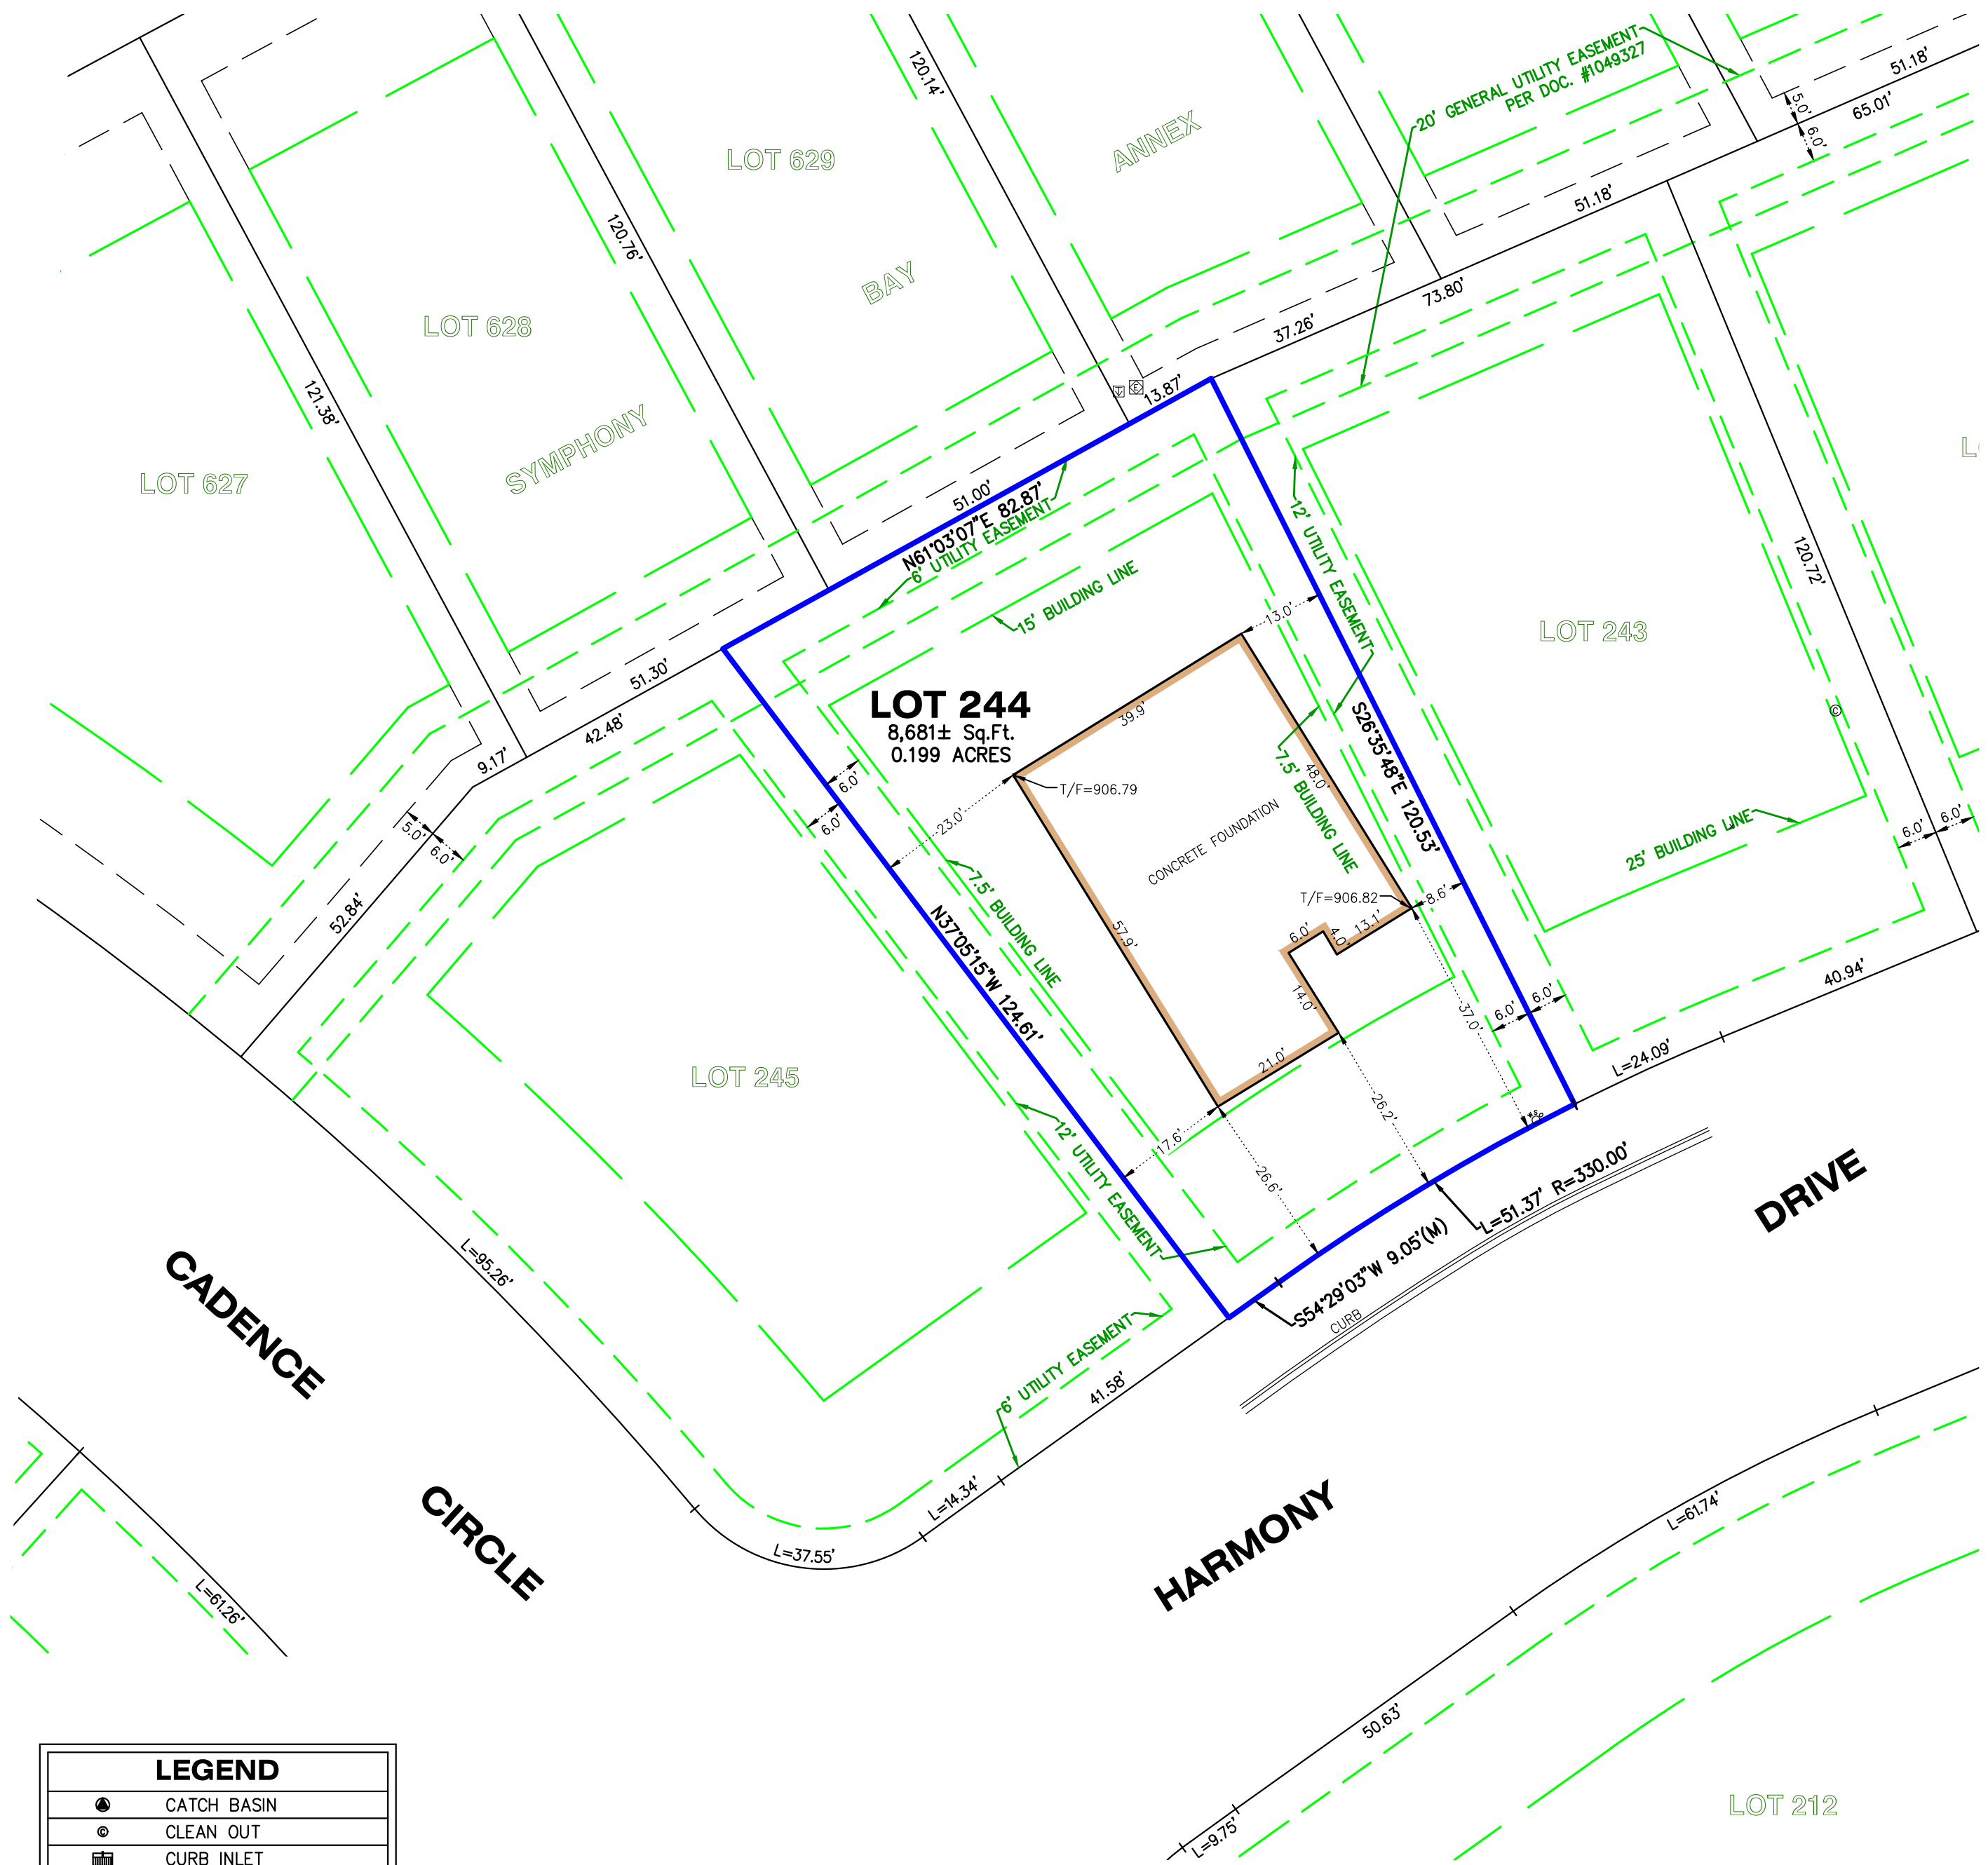 120.14'
20' GENERAL UTILITY EASEMENT
PER DOC. #1049327
51.18'
65.01'
5.0'
6.0'
LOT 629
ANNEX
120.76'
BAY
51.18'
73.80'
37.26'
LOT 628
13.87'
E
121.38'
SYMPHONY
LOT 627
51.00'
N61°03'07"E 82.87'
6' UTILITY EASEMENT
15' BUILDING LINE
12' UTILITY EASEMENT
120.72'
LOT 243
13.0'
51.30'
42.48'
9.17'
LOT 244
8,681± Sq.Ft.
0.199 ACRES
39.9'
T/F=906.79
6.0'
6.0'
23.0'
48.0'
7.5' BUILDING LINE
S26°35'48"E 120.53'
C
5.0'
6.0'
CONCRETE FOUNDATION
25' BUILDING LINE
6.0'
6.0'
52.84'
7.5' BUILDING LINE
N37°05'15"W 124.61'
57.9'
T/F=906.82
8.6'
6.0'
4.0'
13.1'
14.0'
37.0'
6.0'
6.0'
40.94'
L=24.09'
LOT 245
21.0'
26.2'
17.6'
26.6'
12' UTILITY EASEMENT
L=51.37' R=330.00'
S54°29'03"W 9.05'(M)
CURB
DRIVE
CADENCE
L=95.26'
6' UTILITY EASEMENT
41.58'
L=14.34'
L=37.55'
CIRCLE
HARMONY
L=61.74'
L=61.26'
50.63'
L=9.75'
LOT 212
LEGEND
CATCH BASIN
C CLEAN OUT
CURB INLET